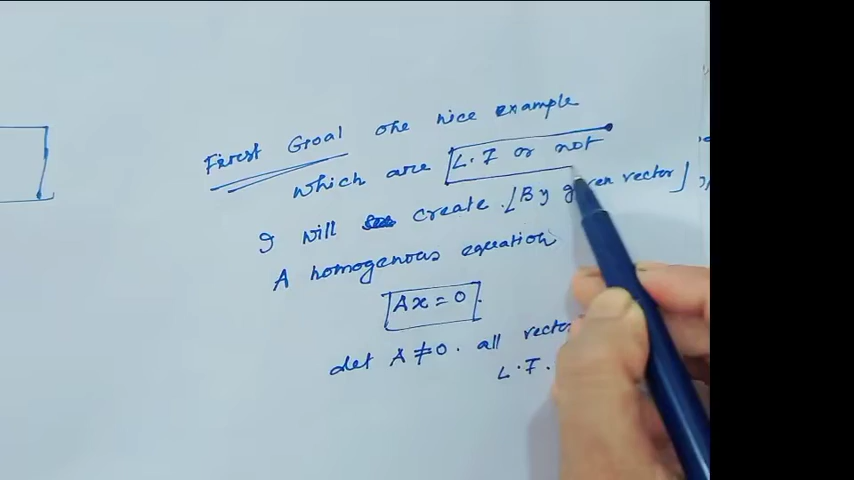 First Goal one nice example
which are L.I or not
I will create. [By given vector]
A homogenous equation
Ax = 0.
det A ≠ 0. all vector
L.I.